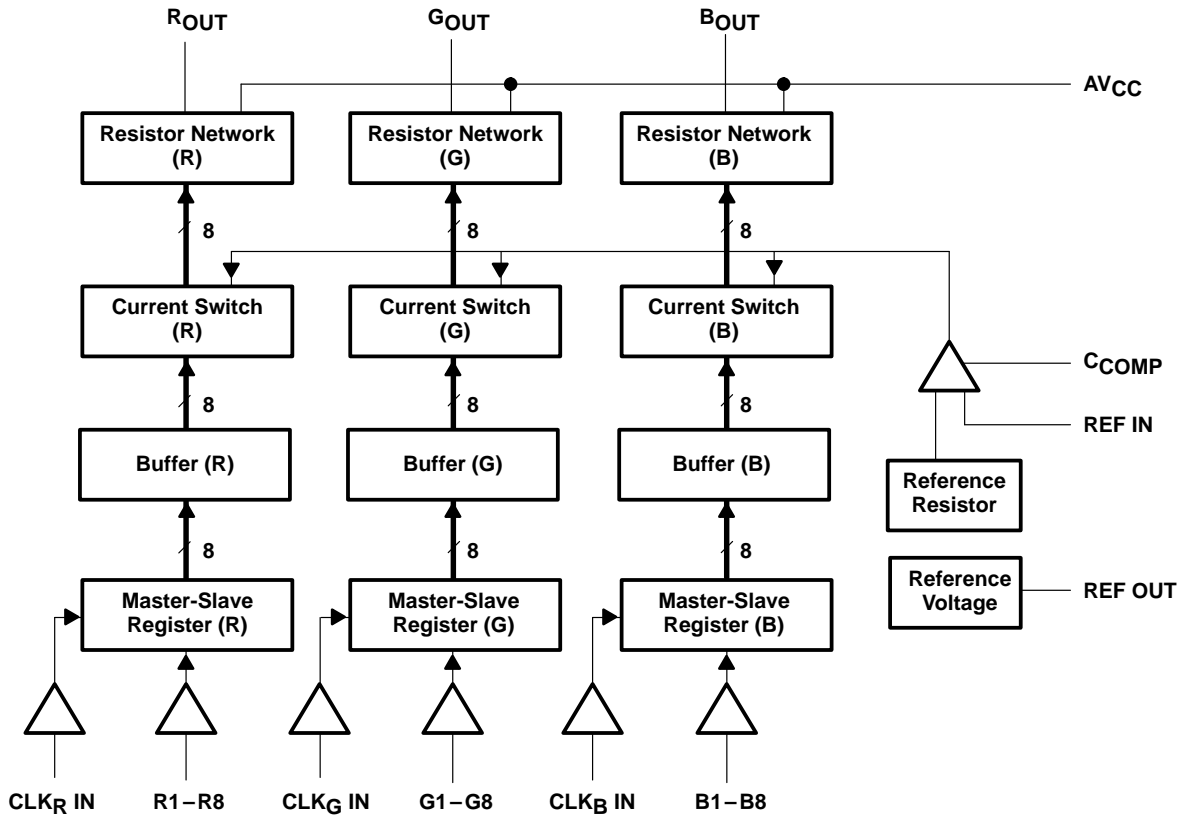 ROUT
GOUT
BOUT
AVCC
Resistor Network
(R)
Resistor Network
(G)
Resistor Network
(B)
8
8
8
Current Switch
(R)
Current Switch
(G)
Current Switch
(B)
CCOMP
8
8
8
REF IN
Buffer (R)
Buffer (G)
Buffer (B)
Reference
Resistor
8
8
8
Master-Slave
Register (R)
Master-Slave
Register (G)
Master-Slave
Register (B)
Reference
Voltage
REF OUT
CLKR IN
R1–R8
CLKG IN
G1–G8
CLKB IN
B1–B8